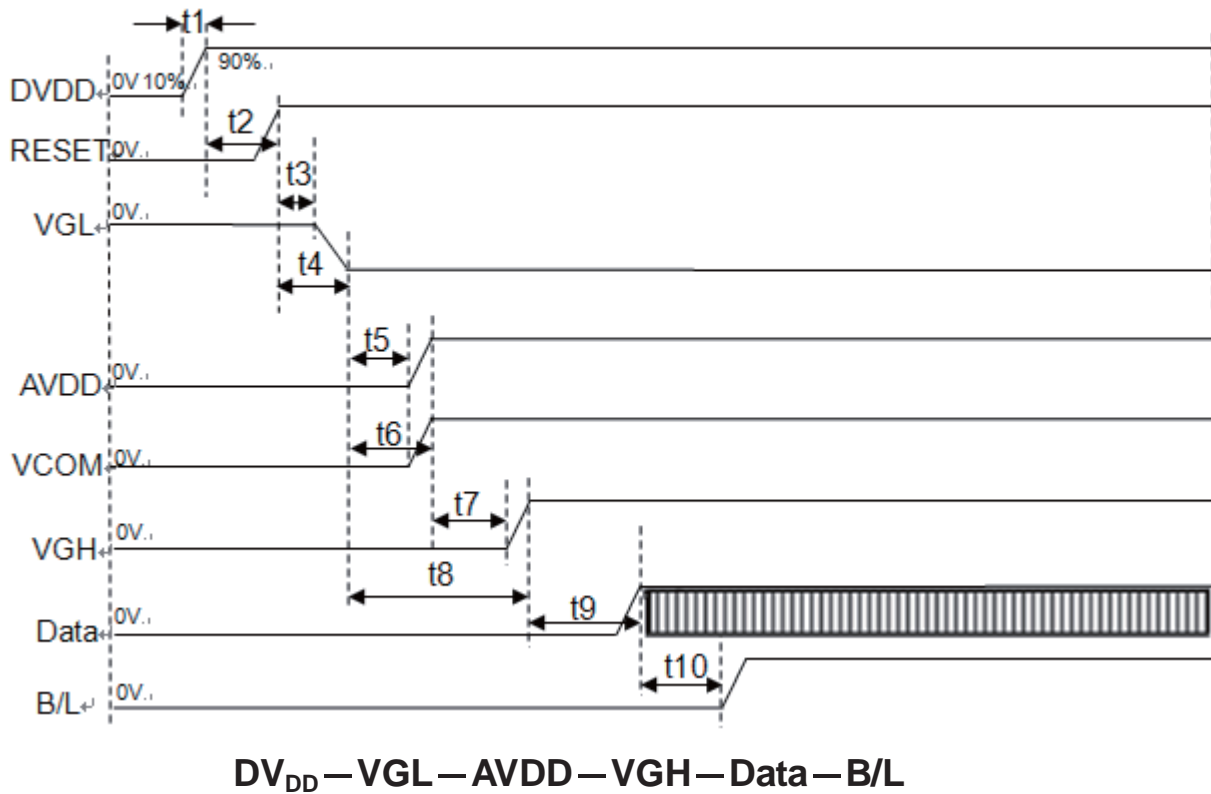 t1
DVDD 0V 10% 90%
t2
RESET 0V
t3
VGL 0V
t4
t5
AVDD 0V
t6
VCOM 0V
t7
VGH 0V
t8
t9
Data 0V
t10
B/L 0V
DVDD — VGL — AVDD — VGH — Data — B/L